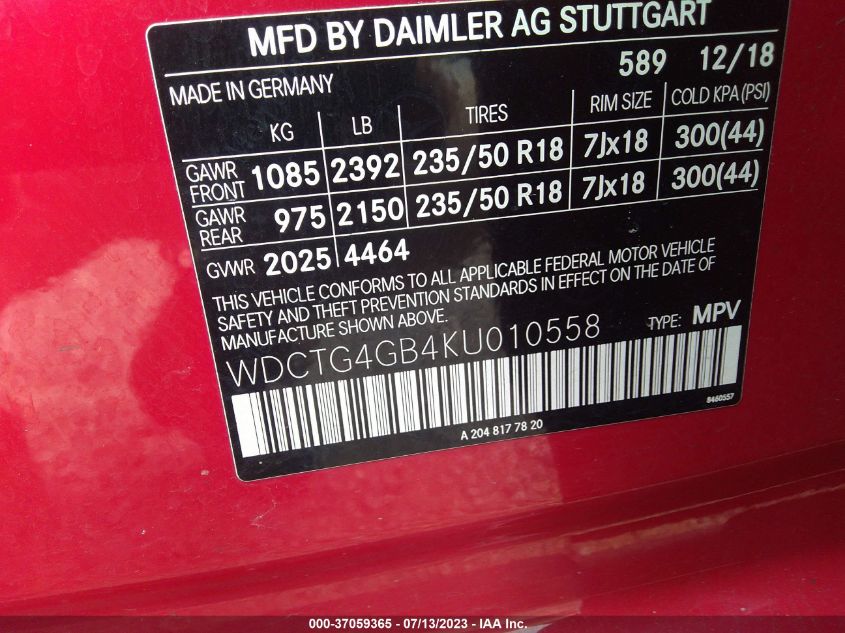 MFD BY DAIMLER AG STUTTGART
589 12/18
MADE IN GERMANY
KG LB TIRES RIM SIZE COLD KPA (PSI)
GAWR FRONT 1085 2392 235/50 R18 7Jx18 300(44)
GAWR REAR 975 2150 235/50 R18 7Jx18 300(44)
GVWR 2025 4464
THIS VEHICLE CONFORMS TO ALL APPLICABLE FEDERAL MOTOR VEHICLE
SAFETY AND THEFT PREVENTION STANDARDS IN EFFECT ON THE DATE OF
MANUFACTURE SHOWN ABOVE. TYPE: MPV
WDCTG4GB4KU010558
8460557
A 204 817 78 20
000-37059365 - 07/13/2023 - A S A P Towing Inc.